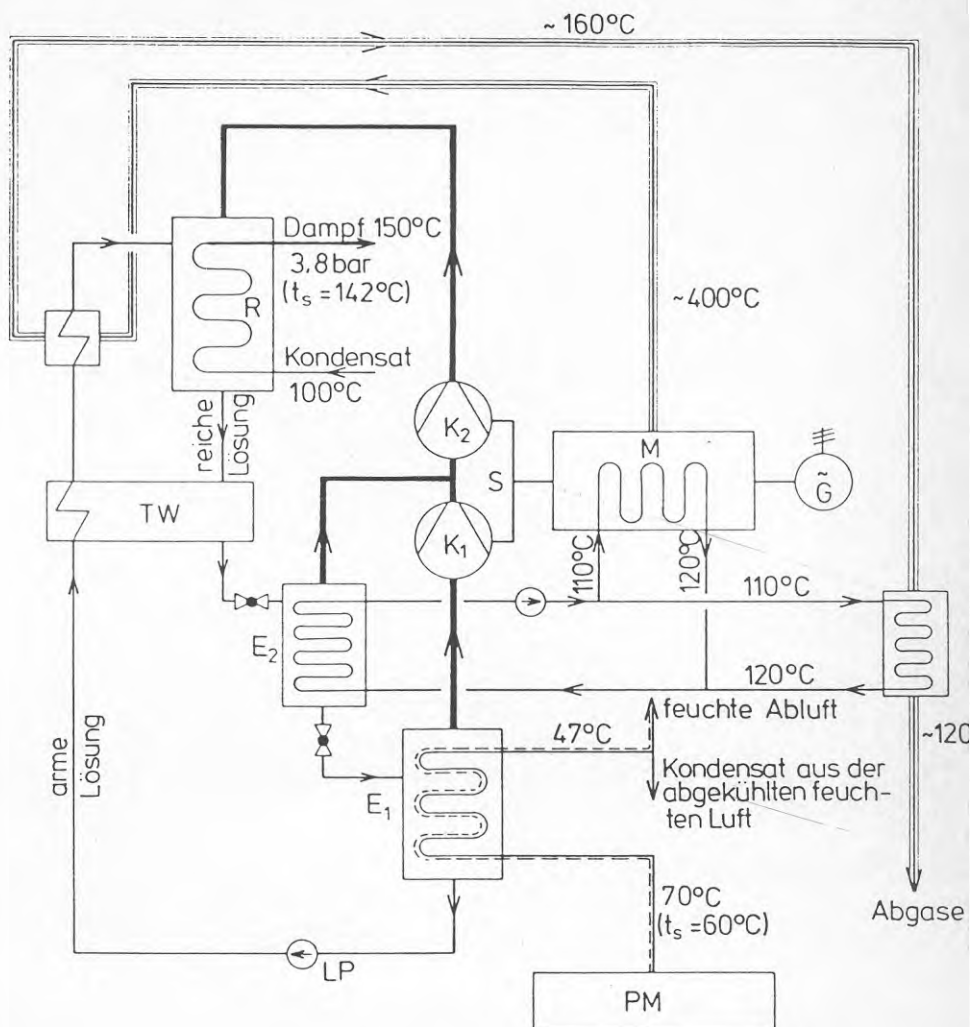 ~ 160°C
~400°C
Dampf 150°C
3,8 bar
(ts = 142°C)
R
Kondensat
100°C
reiche
Lösung
K2
M
S
G
~
TW
K1
110°C
120°C
110°C
E2
120°C
feuchte Abluft
~120
47°C
arme
Lösung
Kondensat aus der
abgekühlten feuch-
ten Luft
E1
70°C
(ts = 60°C)
Abgase
LP
PM